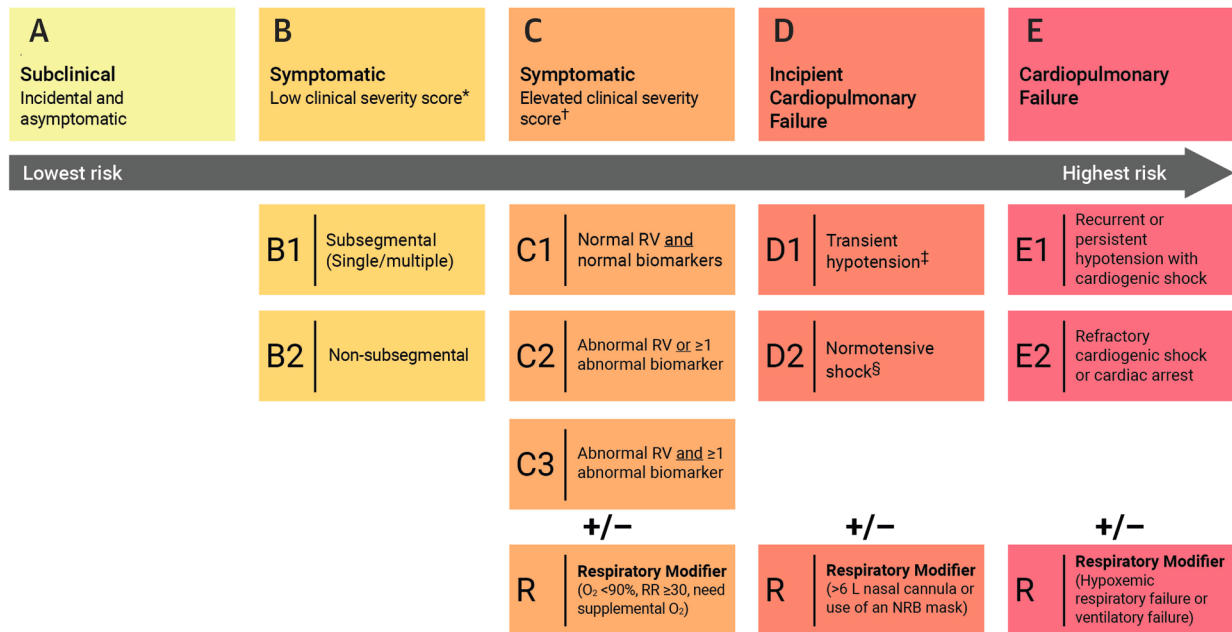 A
Subclinical
Incidental and
asymptomatic
B
Symptomatic
Low clinical severity score*
C
Symptomatic
Elevated clinical severity
score†
D
Incipient
Cardiopulmonary
Failure
E
Cardiopulmonary
Failure
Lowest risk
Highest risk
B1
Subsegmental
(Single/multiple)
C1
Normal RV and
normal biomarkers
D1
Transient
hypotension‡
E1
Recurrent or
persistent
hypotension with
cardiogenic shock
B2
Non-subsegmental
C2
Abnormal RV or ≥1
abnormal biomarker
D2
Normotensive
shock§
E2
Refractory
cardiogenic shock
or cardiac arrest
C3
Abnormal RV and ≥1
abnormal biomarker
+/−
+/−
+/−
R
Respiratory Modifier
(O₂ <90%, RR ≥30, need
supplemental O₂)
R
Respiratory Modifier
(>6 L nasal cannula or
use of an NRB mask)
R
Respiratory Modifier
(Hypoxemic
respiratory failure or
ventilatory failure)